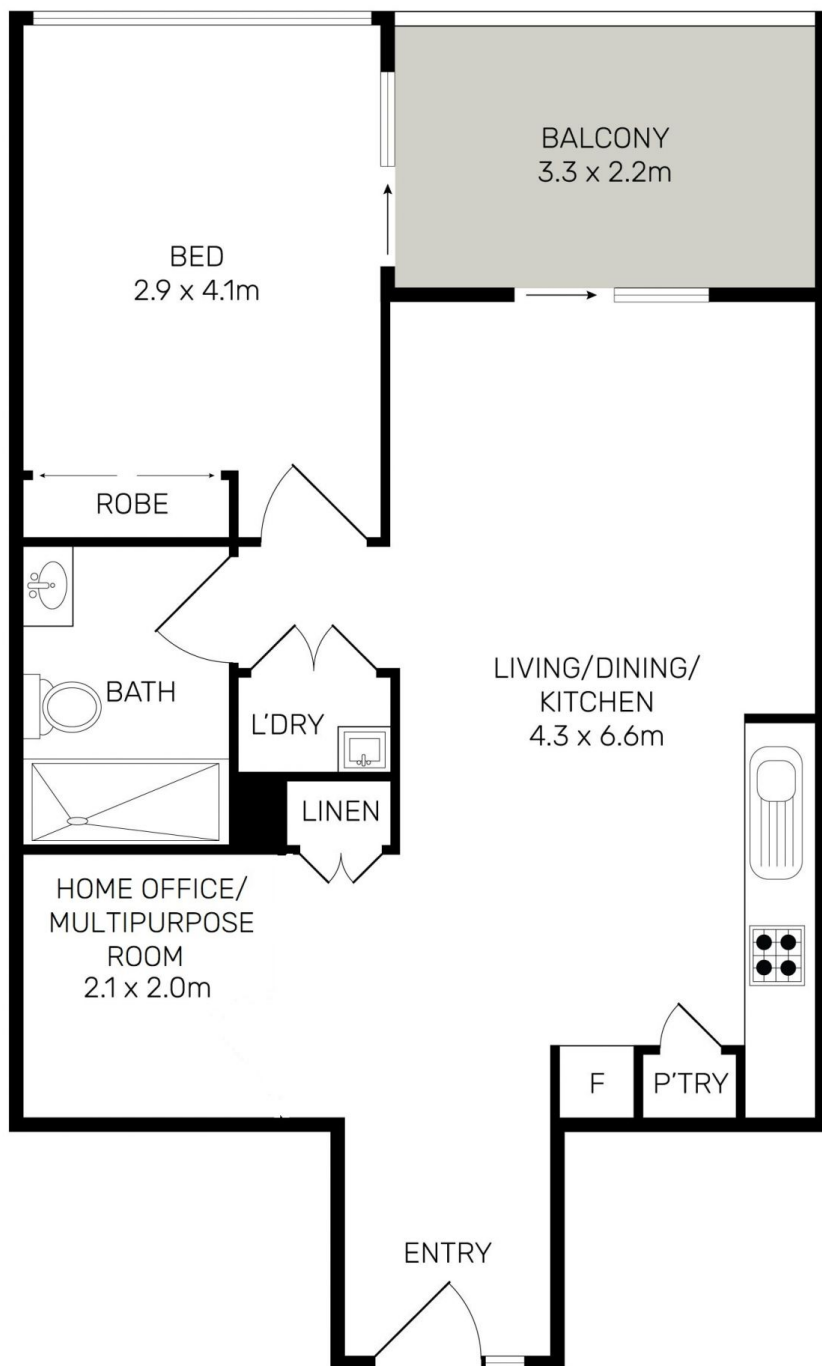 BALCONY
3.3 x 2.2m
BED
2.9 x 4.1m
ROBE
BATH
L'DRY
LIVING/DINING/
KITCHEN
4.3 x 6.6m
LINEN
HOME OFFICE/
MULTIPURPOSE
ROOM
2.1 x 2.0m
F
P'TRY
ENTRY